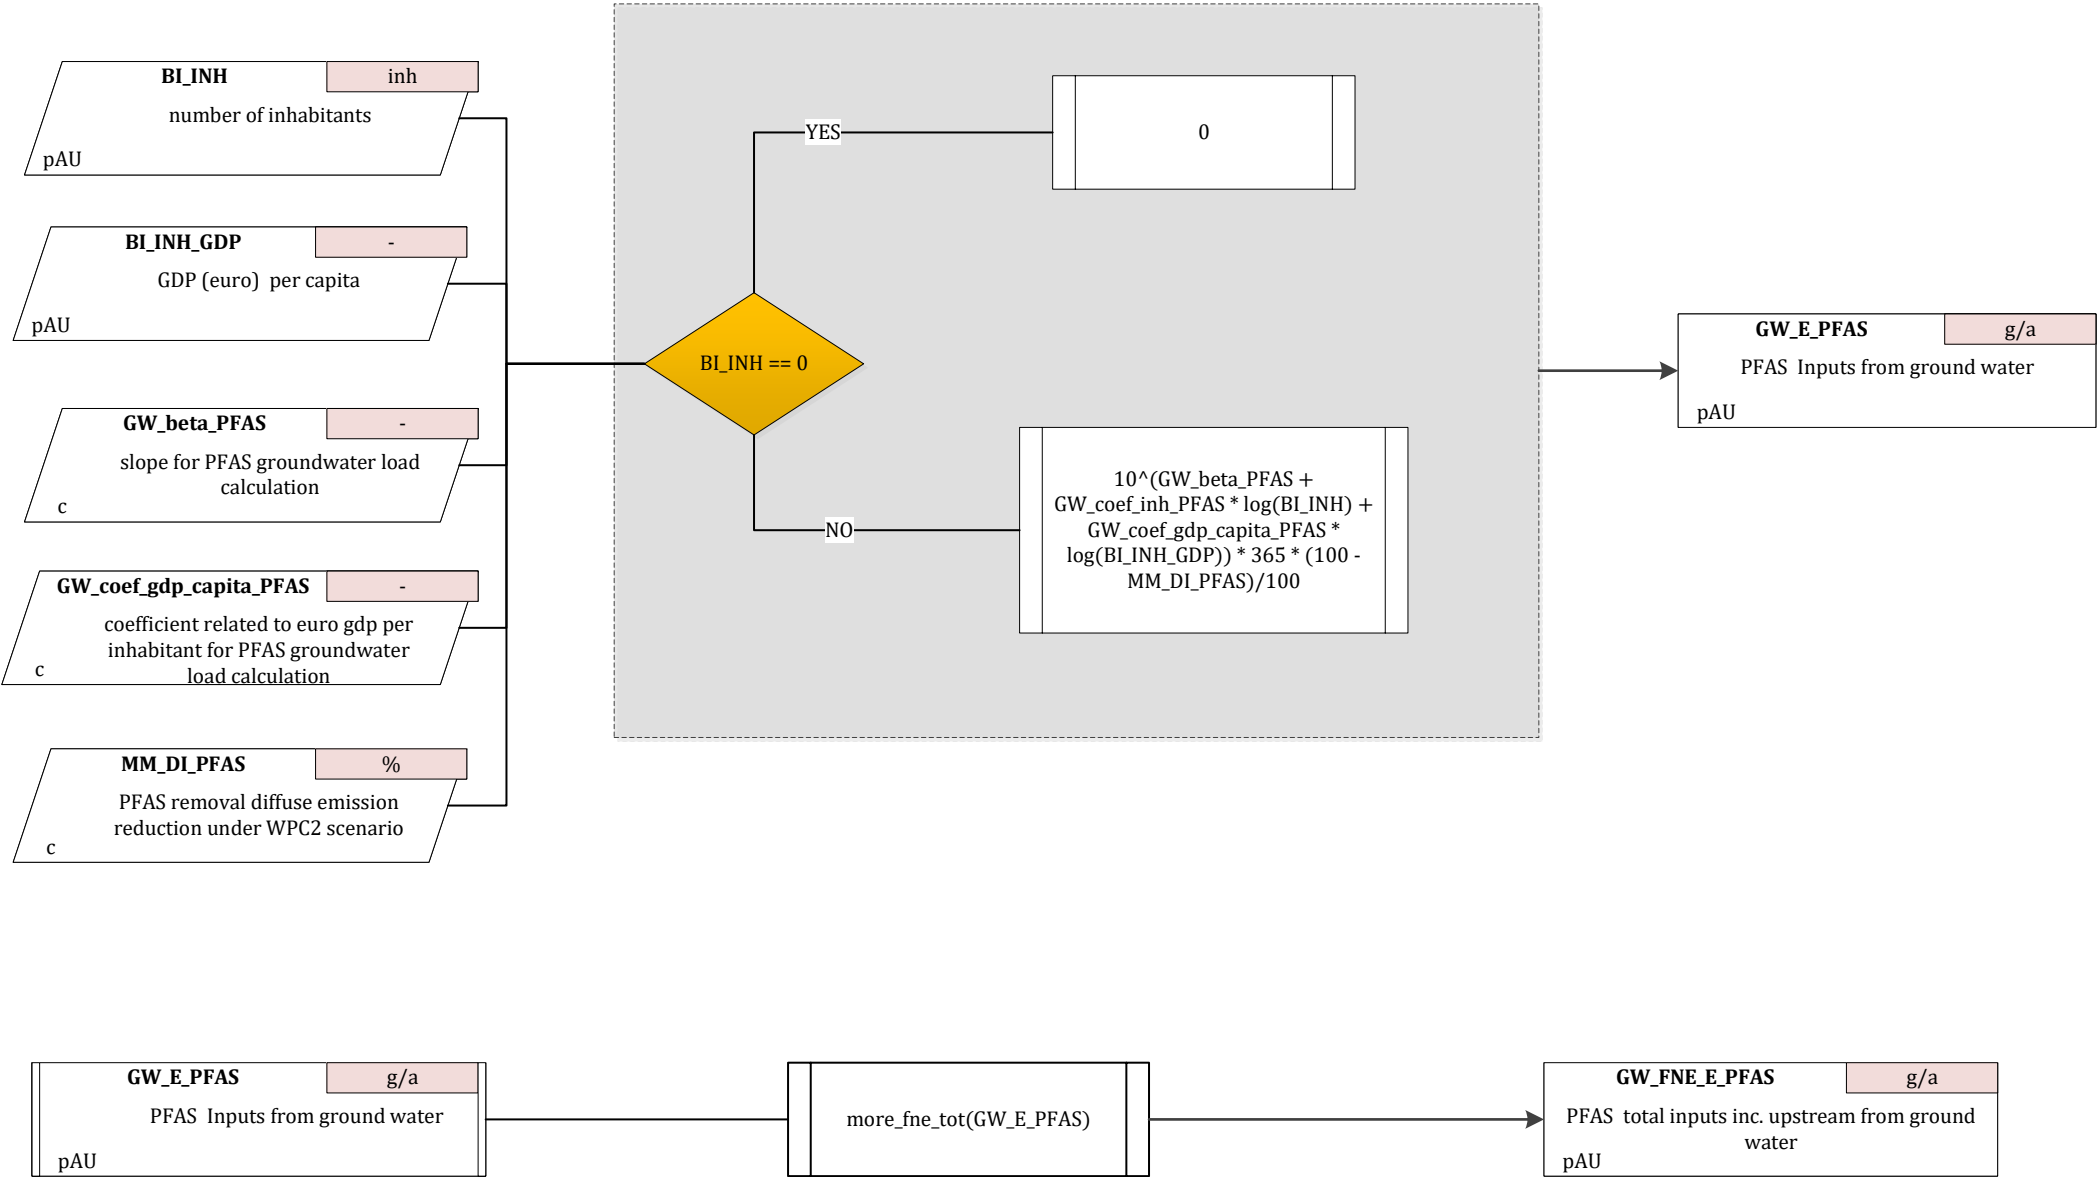 BI_INH
inh
number of inhabitants
pAU
BI_INH_GDP
-
GDP (euro)  per capita
pAU
GW_beta_PFAS
-
slope for PFAS groundwater load
calculation
c
GW_coef_gdp_capita_PFAS
-
coefficient related to euro gdp per
inhabitant for PFAS groundwater
load calculation
c
MM_DI_PFAS
%
PFAS removal diffuse emission
reduction under WPC2 scenario
c
BI_INH == 0
YES
0
NO
10^(GW_beta_PFAS +
GW_coef_inh_PFAS * log(BI_INH) +
GW_coef_gdp_capita_PFAS *
log(BI_INH_GDP)) * 365 * (100 -
MM_DI_PFAS)/100
GW_E_PFAS
g/a
PFAS  Inputs from ground water
pAU
GW_E_PFAS
g/a
PFAS  Inputs from ground water
pAU
more_fne_tot(GW_E_PFAS)
GW_FNE_E_PFAS
g/a
PFAS  total inputs inc. upstream from ground
water
pAU